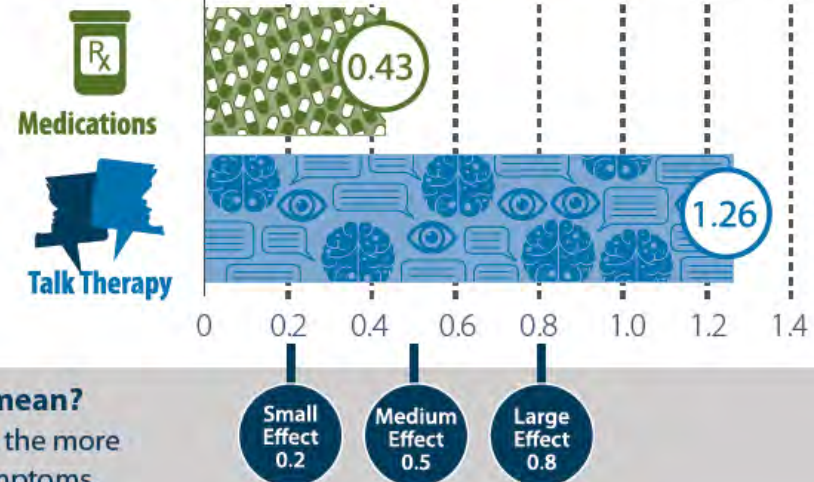 Rx
0.43
Medications
1.26
Talk Therapy
0 0.2 0.4 0.6 0.8 1.0 1.2 1.4
mean?
the more
symptoms
Small
Effect
0.2
Medium
Effect
0.5
Large
Effect
0.8